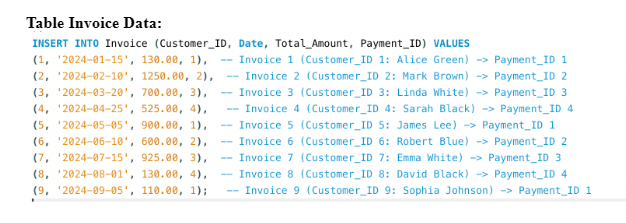 Table Invoice Data:
INSERT INTO Invoice (Customer_ID, Date, Total_Amount, Payment_ID) VALUES
(1, '2024-01-15', 130.00, 1),  -- Invoice 1 (Customer_ID 1: Alice Green) -> Payment_ID 1
(2, '2024-02-10', 1250.00, 2),  -- Invoice 2 (Customer_ID 2: Mark Brown) -> Payment_ID 2
(3, '2024-03-20', 700.00, 3),  -- Invoice 3 (Customer_ID 3: Linda White) -> Payment_ID 3
(4, '2024-04-25', 525.00, 4),  -- Invoice 4 (Customer_ID 4: Sarah Black) -> Payment_ID 4
(5, '2024-05-05', 900.00, 1),  -- Invoice 5 (Customer_ID 5: James Lee) -> Payment_ID 1
(6, '2024-06-10', 600.00, 2),  -- Invoice 6 (Customer_ID 6: Robert Blue) -> Payment_ID 2
(7, '2024-07-15', 925.00, 3),  -- Invoice 7 (Customer_ID 7: Emma White) -> Payment_ID 3
(8, '2024-08-01', 130.00, 4),  -- Invoice 8 (Customer_ID 8: David Black) -> Payment_ID 4
(9, '2024-09-05', 110.00, 1);  -- Invoice 9 (Customer_ID 9: Sophia Johnson) -> Payment_ID 1